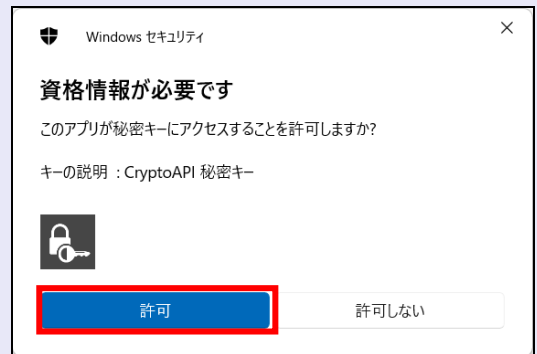 Windows セキュリティ
資格情報が必要です
このアプリが秘密キーにアクセスすることを許可しますか?
キーの説明 : CryptoAPI 秘密キー
許可
許可しない